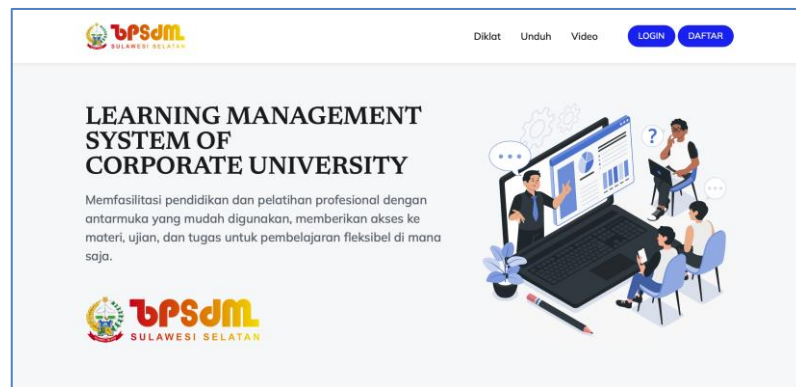 bPSdM
SULAWESI SELATAN
Diklat Unduh Video LOGIN DAFTAR
LEARNING MANAGEMENT
SYSTEM OF
CORPORATE UNIVERSITY
Memfasilitasi pendidikan dan pelatihan profesional dengan
antarmuka yang mudah digunakan, memberikan akses ke
materi, ujian, dan tugas untuk pembelajaran fleksibel di mana
saja.
?
bPSdM
SULAWESI SELATAN